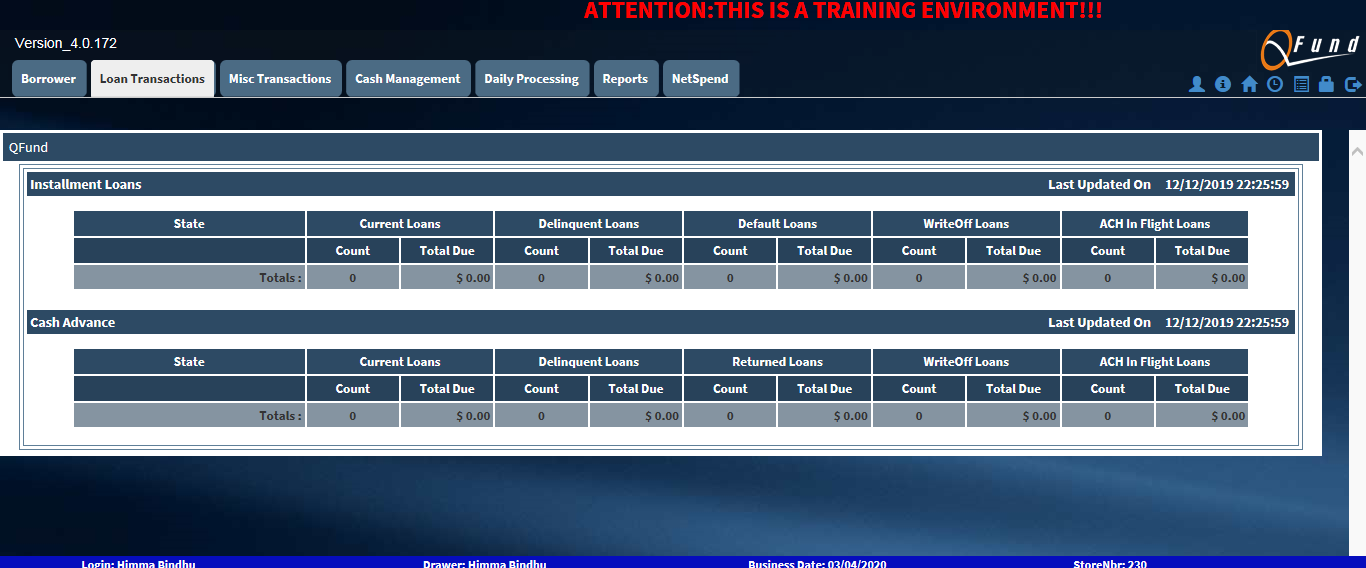 ATTENTION:THIS IS A TRAINING ENVIRONMENT!!!
Version_4.0.172
QFund
Borrower Loan Transactions Misc Transactions Cash Management Daily Processing Reports NetSpend
QFund
Installment Loans Last Updated On 12/12/2019 22:25:59
State Current Loans Delinquent Loans Default Loans WriteOff Loans ACH In Flight Loans
Count Total Due Count Total Due Count Total Due Count Total Due Count Total Due
Totals : 0 $ 0.00 0 $ 0.00 0 $ 0.00 0 $ 0.00 0 $ 0.00
Cash Advance Last Updated On 12/12/2019 22:25:59
State Current Loans Delinquent Loans Returned Loans WriteOff Loans ACH In Flight Loans
Count Total Due Count Total Due Count Total Due Count Total Due Count Total Due
Totals : 0 $ 0.00 0 $ 0.00 0 $ 0.00 0 $ 0.00 0 $ 0.00
Login: Himma Bindhu Drawer: Himma Bindhu Business Date: 03/04/2020 StoreNbr: 230